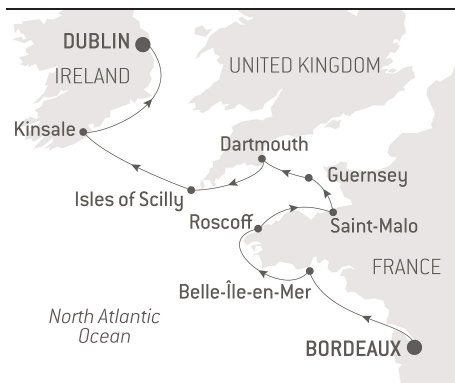 DUBLIN
IRELAND
UNITED KINGDOM
Kinsale
Dartmouth
Guernsey
Isles of Scilly
Roscoff
Saint-Malo
FRANCE
Belle-Île-en-Mer
North Atlantic
Ocean
BORDEAUX